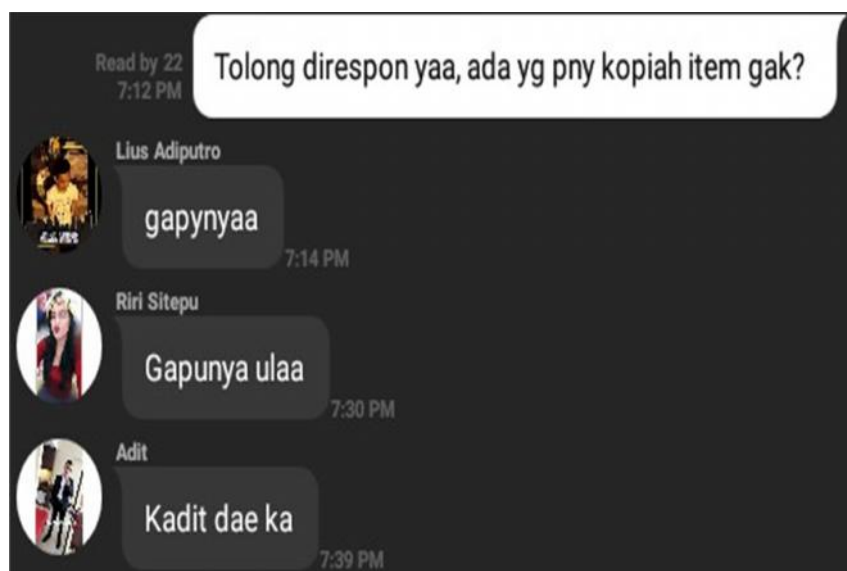 Tolong direspon yaa, ada yg pny kopiah item gak?
Read by 22
7:12 PM
Lius Adiputro
gapynyaa
7:14 PM
Riri Sitepu
Gapunya ulaa
7:30 PM
Adit
Kadit dae ka
7:39 PM